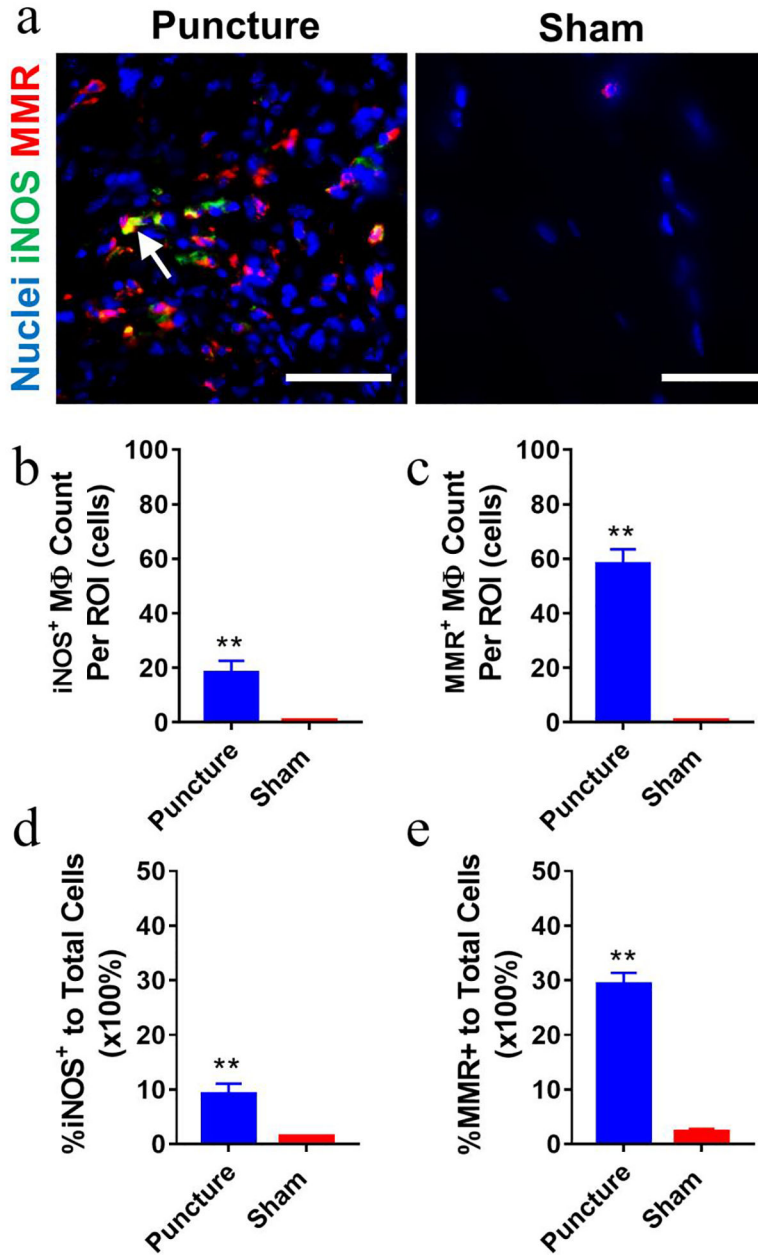 a
Puncture
Sham
Nuclei iNOS MMR
b
iNOS⁺ MΦ Count
Per ROI (cells)
100
80
60
40
20
0
**
Puncture
Sham
c
MMR⁺ MΦ Count
Per ROI (cells)
100
80
60
40
20
0
**
Puncture
Sham
d
%iNOS⁺ to Total Cells
(x100%)
50
40
30
20
10
0
**
Puncture
Sham
e
%MMR+ to Total Cells
(x100%)
50
40
30
20
10
0
**
Puncture
Sham